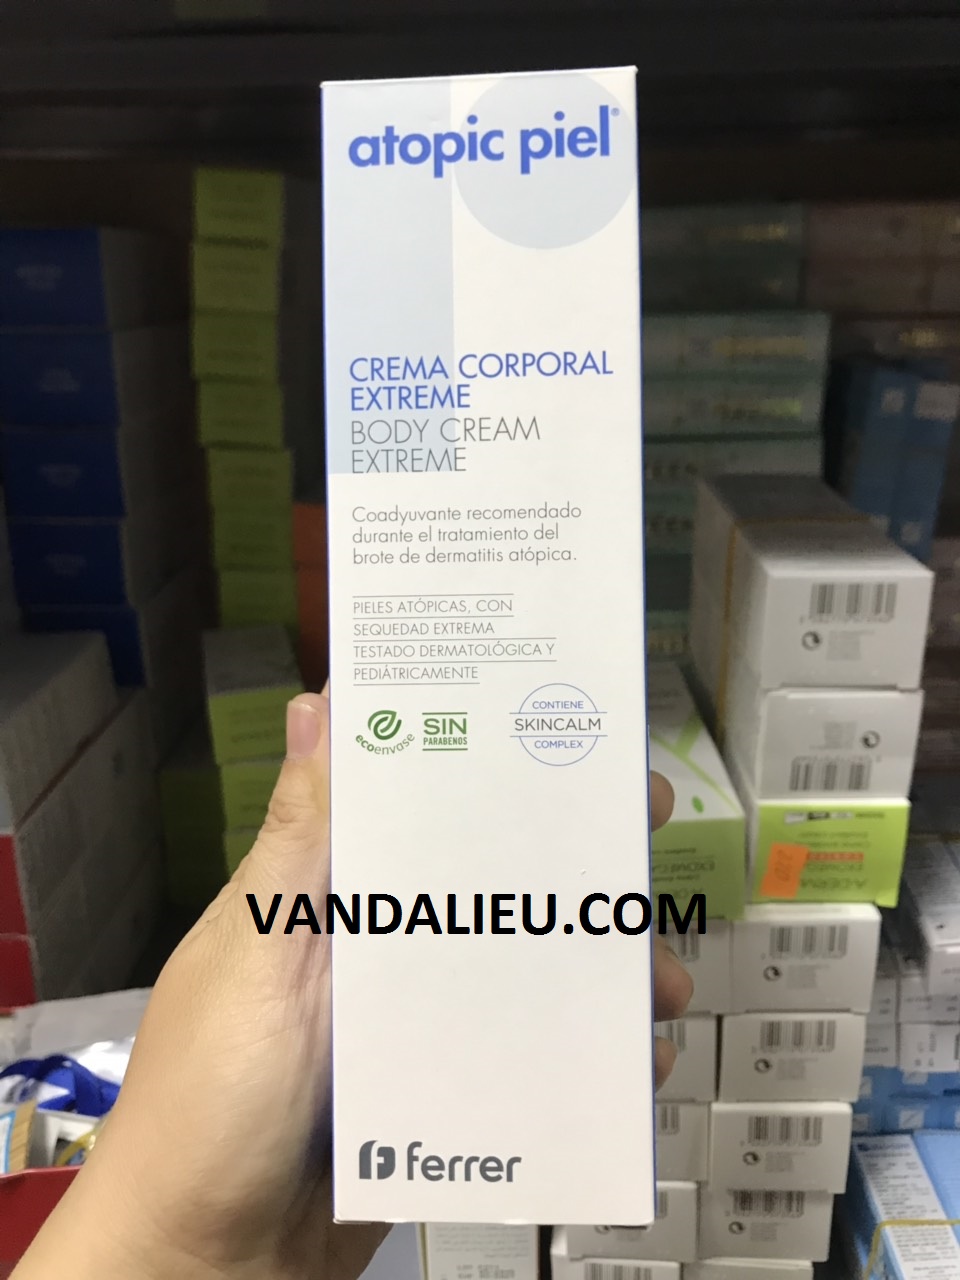 atopic piel®
CREMA CORPORAL
EXTREME
BODY CREAM
EXTREME
Coadyuvante recomendado
durante el tratamiento del
brote de dermatitis atópica.
PIELES ATÓPICAS, CON
SEQUEDAD EXTREMA
TESTADO DERMATOLÓGICA Y
PEDIÁTRICAMENTE
ecoenvase
SIN
PARABENOS
CONTIENE
SKINCALM
COMPLEX
VANDALIEU.COM
ferrer
A-DERMA